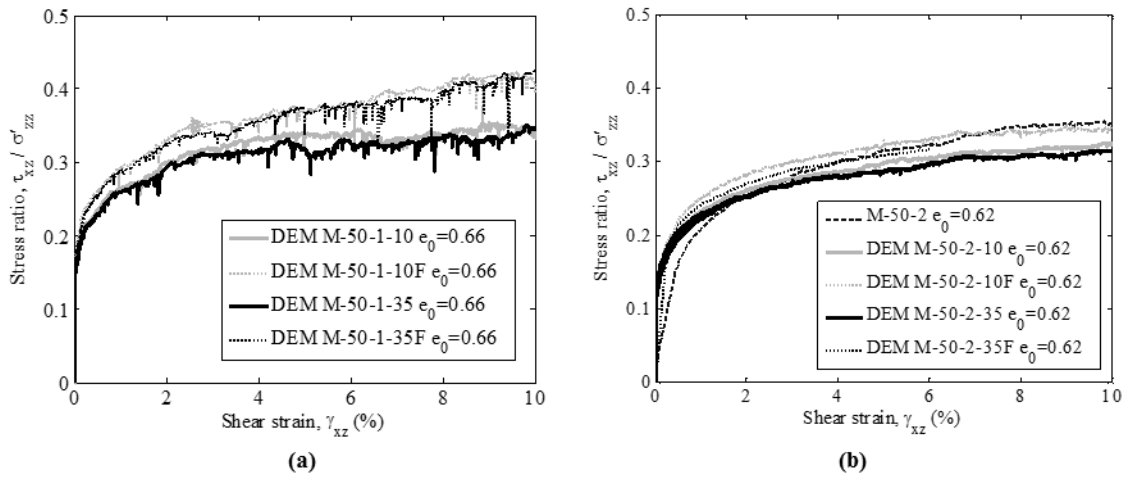 0.5
0.4
0.3
0.2
0.1
0
Stress ratio, τxz / σ′zz
DEM M-50-1-10 e0=0.66
DEM M-50-1-10F e0=0.66
DEM M-50-1-35 e0=0.66
DEM M-50-1-35F e0=0.66
0 2 4 6 8 10
Shear strain, γxz (%)
(a)
0.5
0.4
0.3
0.2
0.1
0
Stress ratio, τxz / σ′zz
M-50-2 e0=0.62
DEM M-50-2-10 e0=0.62
DEM M-50-2-10F e0=0.62
DEM M-50-2-35 e0=0.62
DEM M-50-2-35F e0=0.62
0 2 4 6 8 10
Shear strain, γxz (%)
(b)